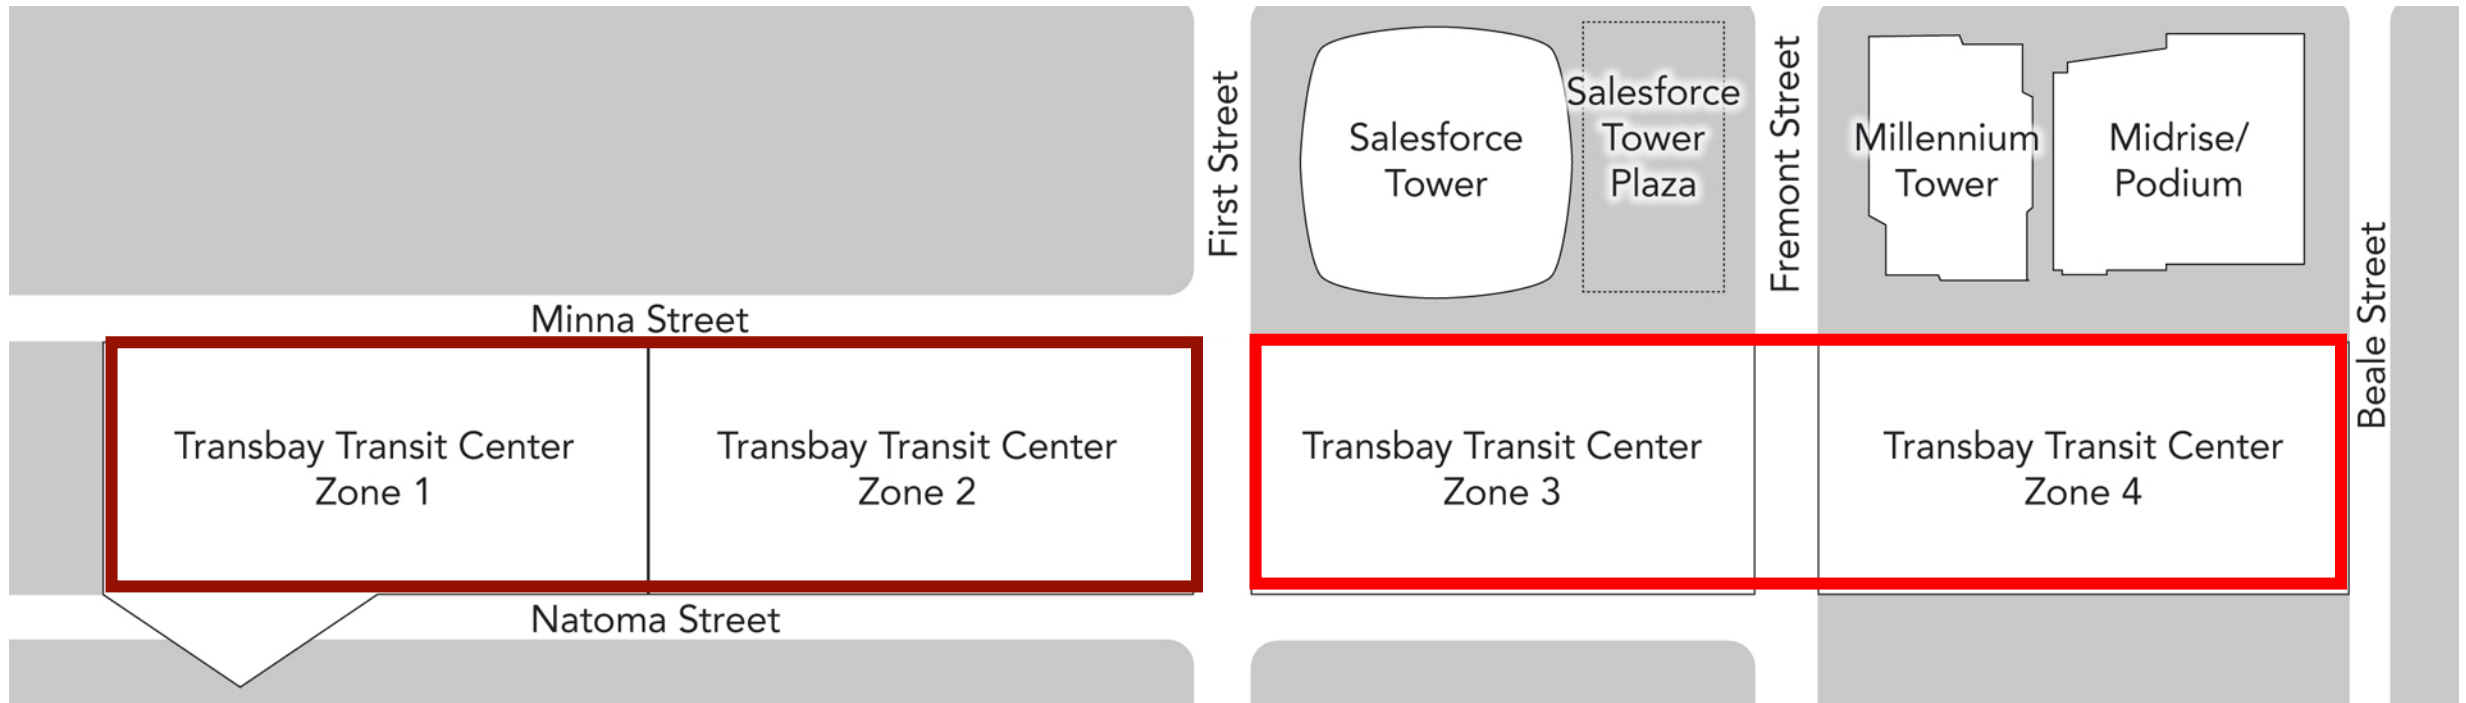 First Street
Salesforce
Tower
Salesforce
Tower
Plaza
Fremont Street
Millennium
Tower
Midrise/
Podium
Beale Street
Minna Street
Transbay Transit Center
Zone 1
Transbay Transit Center
Zone 2
Transbay Transit Center
Zone 3
Transbay Transit Center
Zone 4
Natoma Street